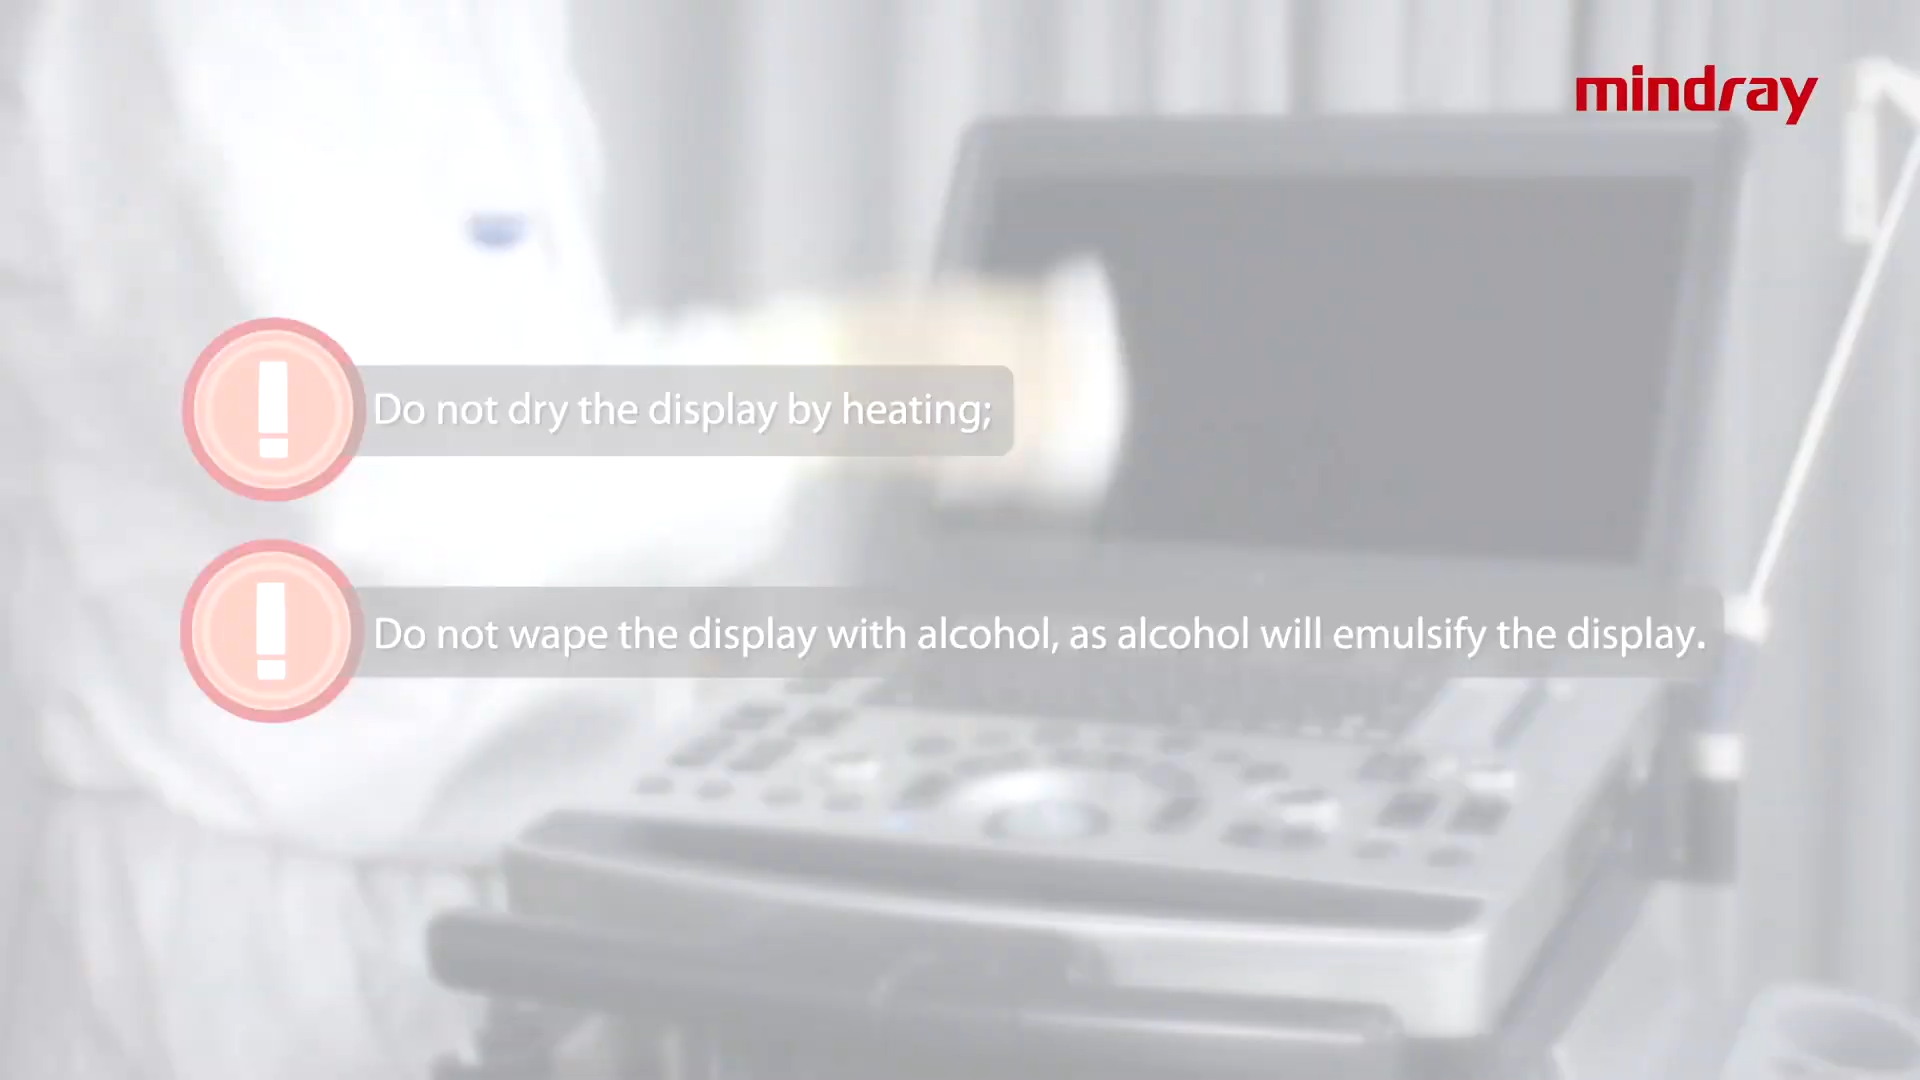 mindray
Do not dry the display by heating;
Do not wape the display with alcohol, as alcohol will emulsify the display.